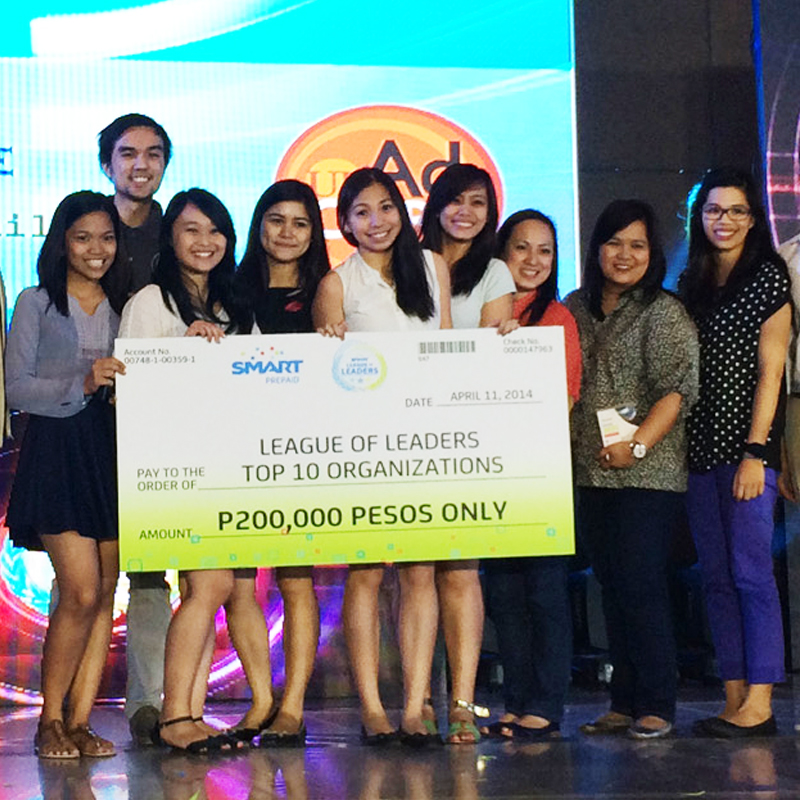 Ad
Account No.
00748-1-00359-1
SMART
PREPAID
LEAGUE OF
LEADERS
Check No.
0000147963
DATE APRIL 11, 2014
LEAGUE OF LEADERS
PAY TO THE
ORDER OF TOP 10 ORGANIZATIONS
AMOUNT P200,000 PESOS ONLY